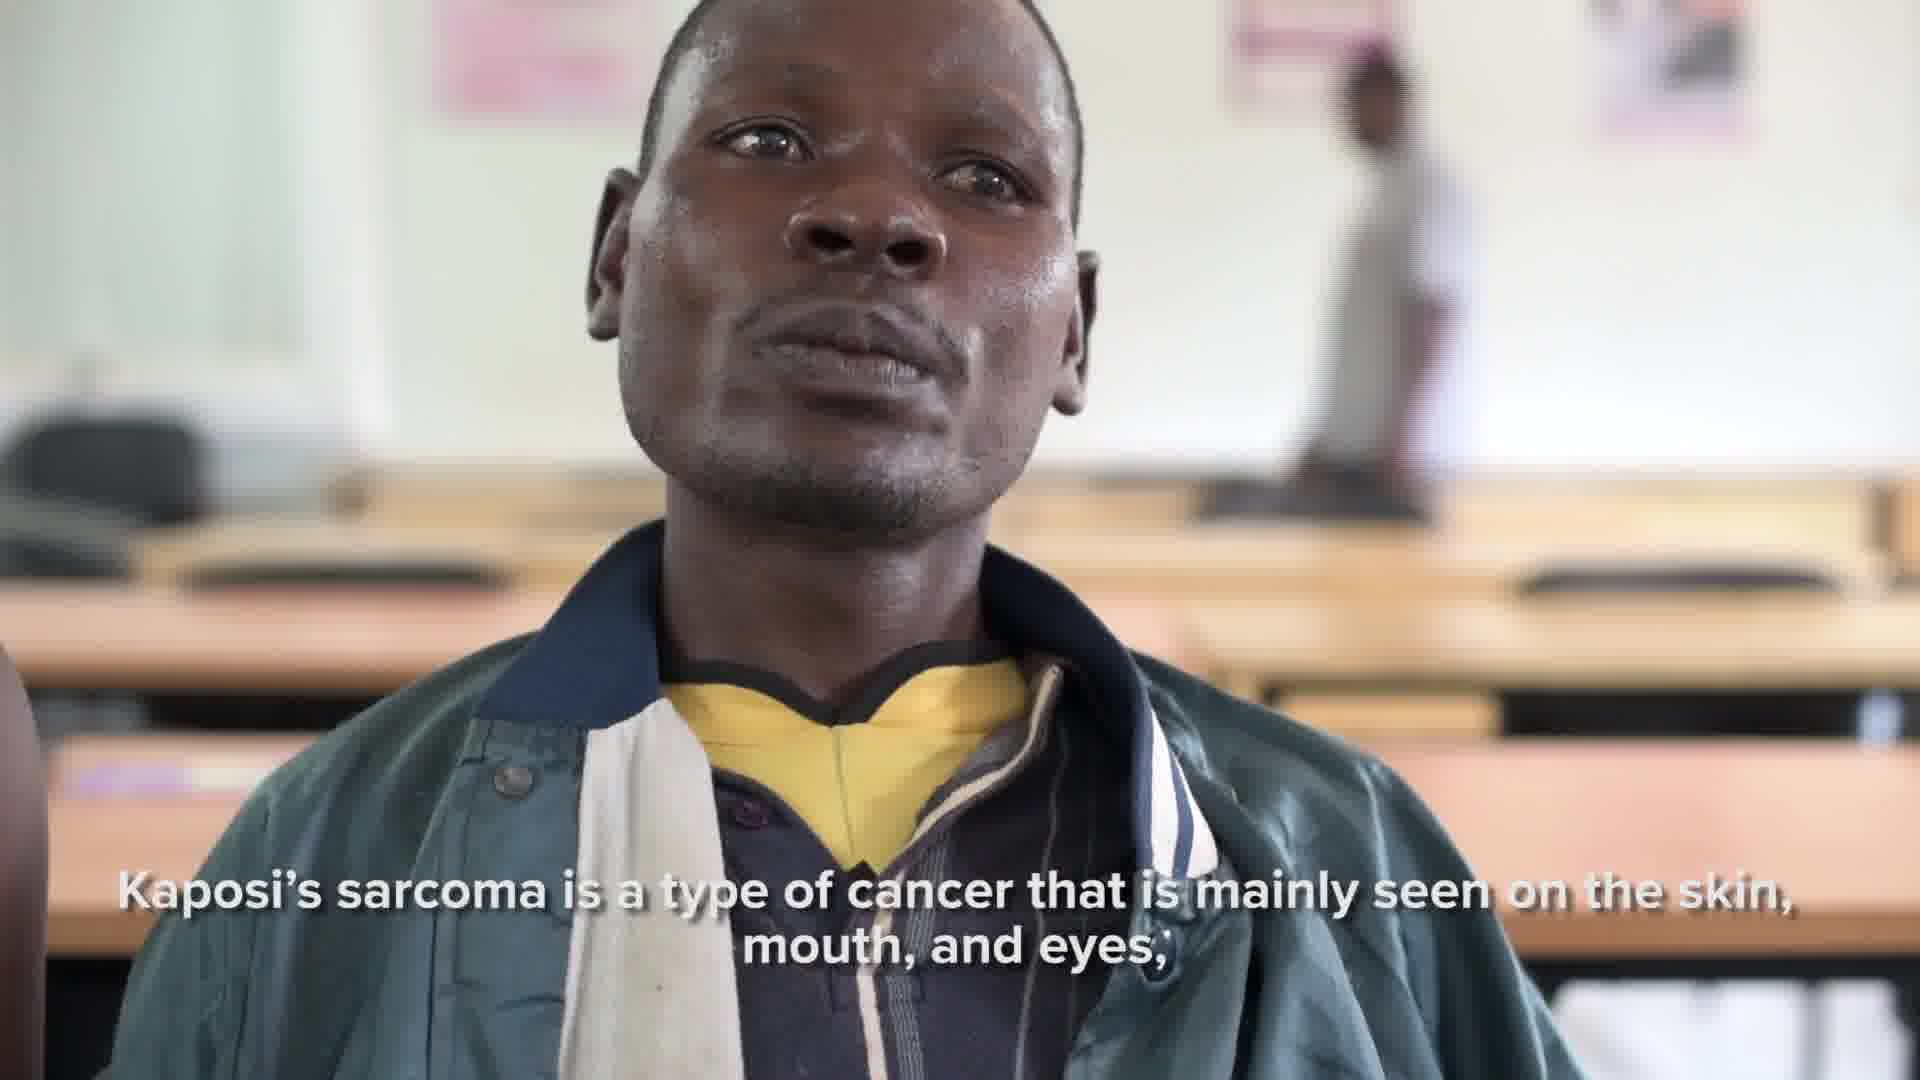 Kaposi’s sarcoma is a type of cancer that is mainly seen on the skin,
mouth, and eyes,